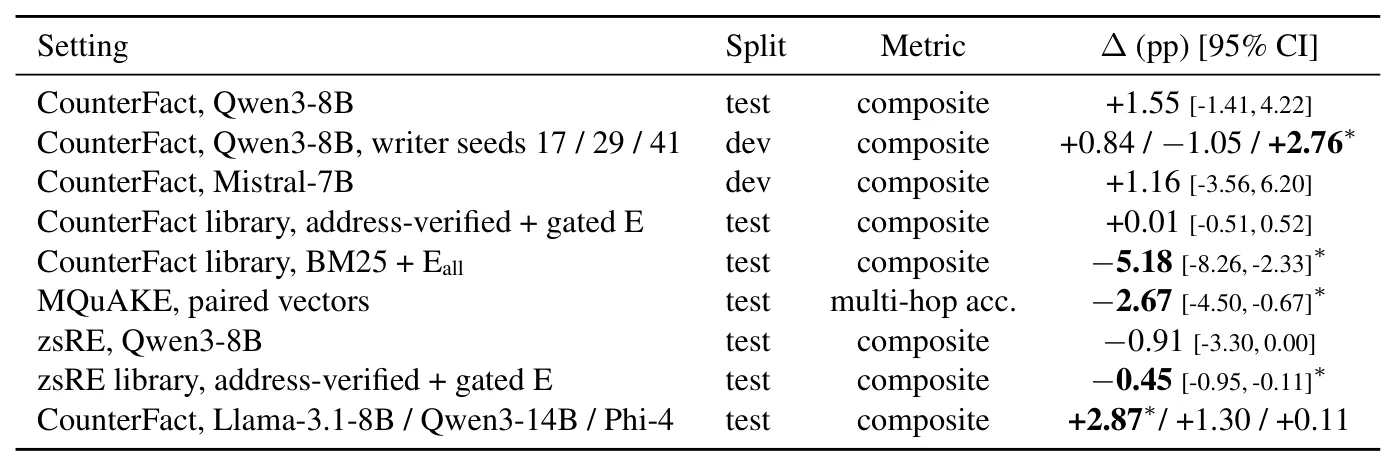 Setting Split Metric Δ (pp) [95% CI]
CounterFact, Qwen3-8B test composite +1.55 [-1.41, 4.22]
CounterFact, Qwen3-8B, writer seeds 17 / 29 / 41 dev composite +0.84 / −1.05 / +2.76*
CounterFact, Mistral-7B dev composite +1.16 [-3.56, 6.20]
CounterFact library, address-verified + gated E test composite +0.01 [-0.51, 0.52]
CounterFact library, BM25 + Eall test composite −5.18 [-8.26, -2.33]*
MQuAKE, paired vectors test multi-hop acc. −2.67 [-4.50, -0.67]*
zsRE, Qwen3-8B test composite −0.91 [-3.30, 0.00]
zsRE library, address-verified + gated E test composite −0.45 [-0.95, -0.11]*
CounterFact, Llama-3.1-8B / Qwen3-14B / Phi-4 test composite +2.87*/ +1.30 / +0.11